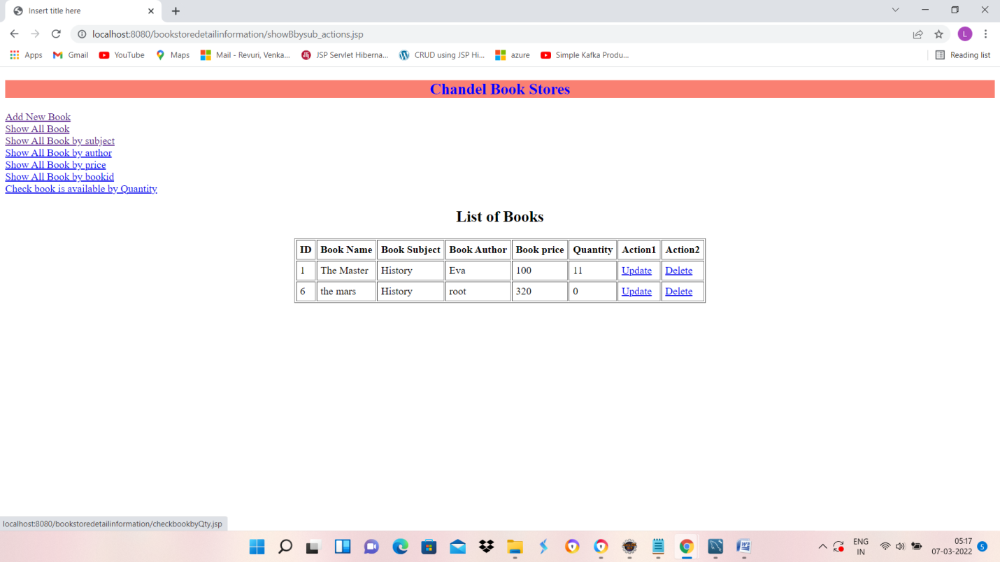 Insert title here
localhost:8080/bookstoredetailinformation/showBbysub_actions.jsp
L
Apps Gmail YouTube Maps Mail - Revuri, Venka... JSP Servlet Hiberna... CRUD using JSP Hi... azure Simple Kafka Produ... Reading list
Chandel Book Stores
Add New Book
Show All Book
Show All Book by subject
Show All Book by author
Show All Book by price
Show All Book by bookid
Check book is available by Quantity
List of Books
ID Book Name Book Subject Book Author Book price Quantity Action1 Action2
1 The Master History Eva 100 11 Update Delete
6 the mars History root 320 0 Update Delete
localhost:8080/bookstoredetailinformation/checkbookbyQty.jsp
ENG 05:17
IN 07-03-2022 5